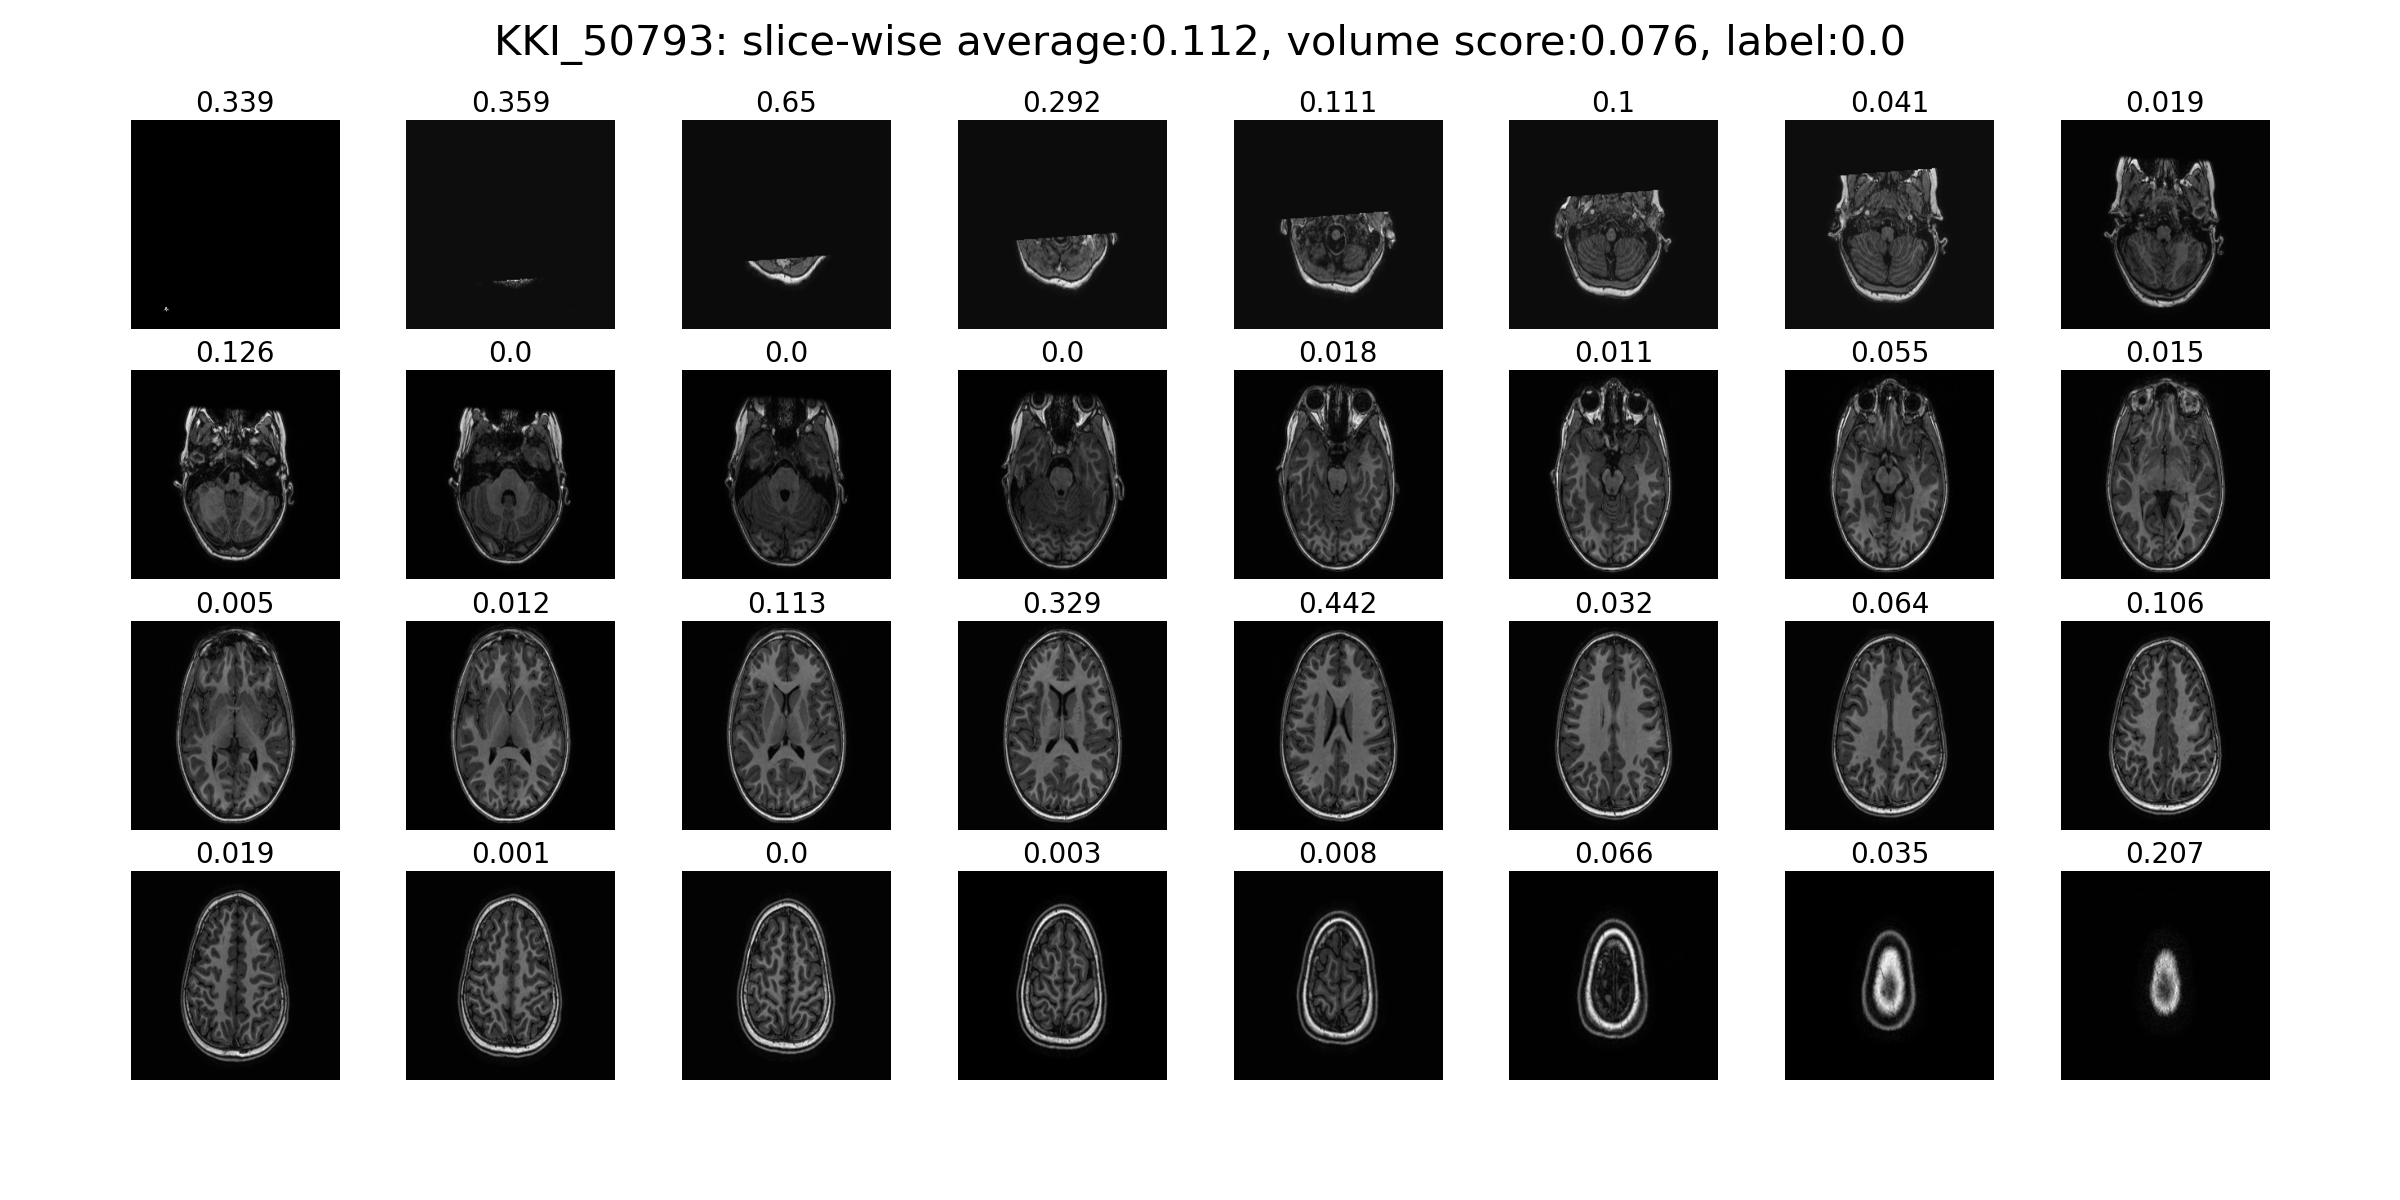 KKI_50793: slice-wise average:0.112, volume score:0.076, label:0.0
0.339 0.359 0.65 0.292 0.111 0.1 0.041 0.019
0.126 0.0 0.0 0.0 0.018 0.011 0.055 0.015
0.005 0.012 0.113 0.329 0.442 0.032 0.064 0.106
0.019 0.001 0.0 0.003 0.008 0.066 0.035 0.207